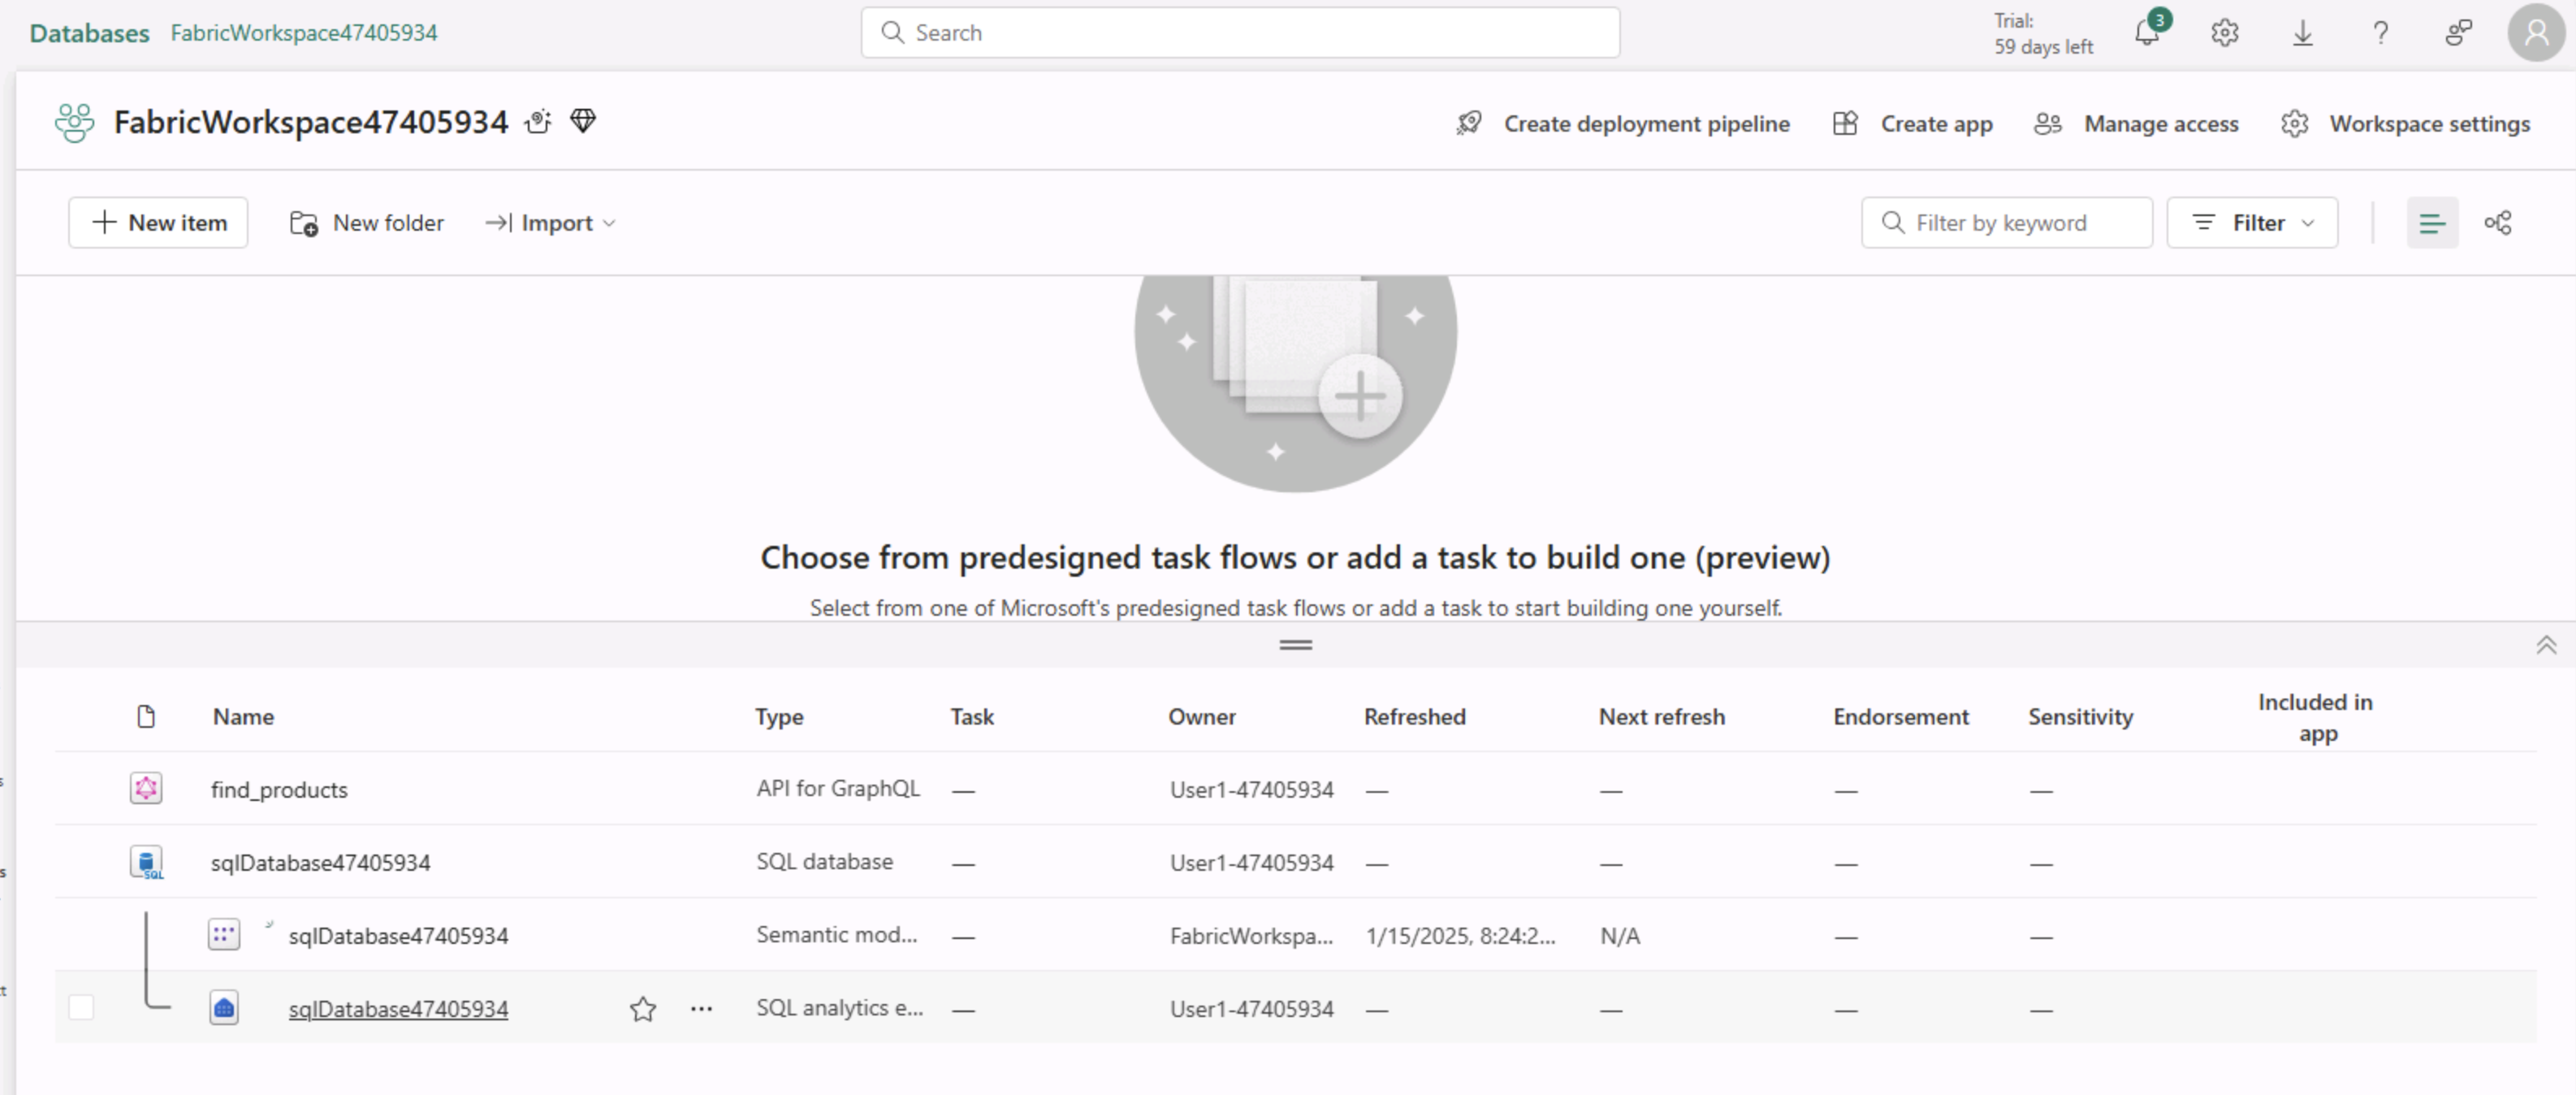 Databases FabricWorkspace47405934
Search
Trial:
59 days left
3
FabricWorkspace47405934
Create deployment pipeline
Create app
Manage access
Workspace settings
New item
New folder
Import
Filter by keyword
Filter
Choose from predesigned task flows or add a task to build one (preview)
Select from one of Microsoft's predesigned task flows or add a task to start building one yourself.
Name Type Task Owner Refreshed Next refresh Endorsement Sensitivity Included in app
find_products API for GraphQL — User1-47405934 — — — —
sqlDatabase47405934 SQL database — User1-47405934 — — — —
SQL
sqlDatabase47405934 Semantic mod... — FabricWorkspa... 1/15/2025, 8:24:2... N/A — —
sqlDatabase47405934 SQL analytics e... — User1-47405934 — — — —